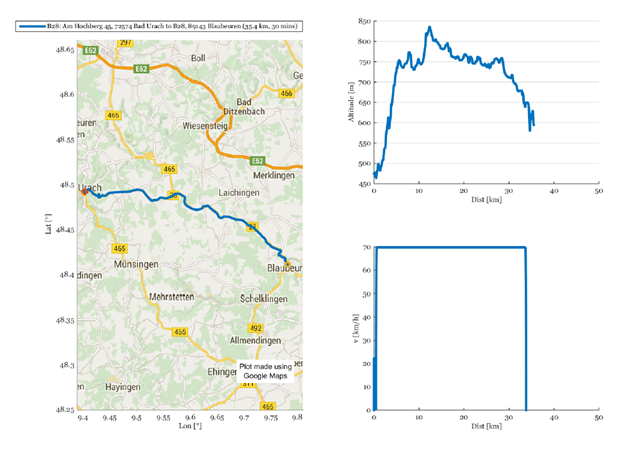 B28: Am Hochberg 45, 72574 Bad Urach to B28, 89143 Blaubeuren (35.4 km, 30 mins)
48.65
48.6
48.55
48.5
48.45
48.4
48.35
48.3
48.25
Lat [°]
9.4 9.45 9.5 9.55 9.6 9.65 9.7 9.75 9.8
Lon [°]
E52
297
Boll
E52
Ge
466
465
Bad
Ditzenbach
euren
Wiesensteig
465
E52
Merklingen
Urach
28
Laichingen
28
465
Münsingen
Blaubeur
dingen
Mehrstetten
Schelklingen
465
492
Allmendingen
Ehinger
Plot made using
Google Maps
311
en
Hayingen
465
850
800
750
700
650
600
550
500
450
Altitude [m]
0 10 20 30 40 50
Dist [km]
70
60
50
40
30
20
10
0
v [km/h]
0 10 20 30 40 50
Dist [km]